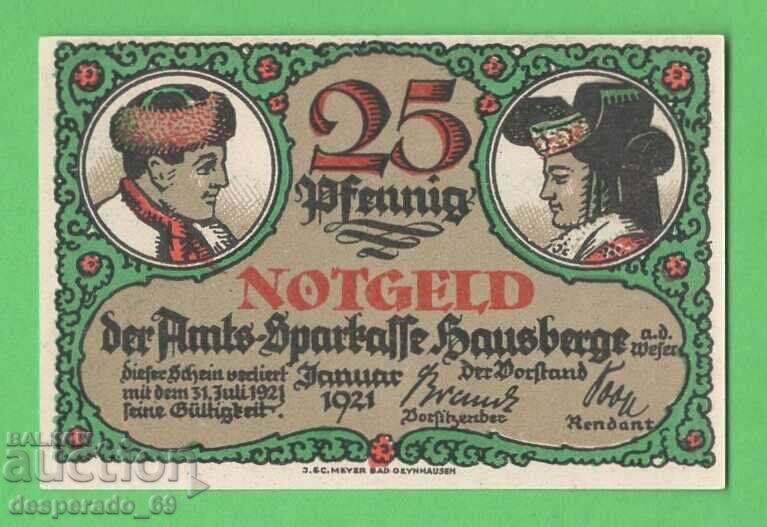 25
Pfennig
NOTGELD
der Amts-Sparkasse Hausberge a.d. Weser
Dieser Schein verliert
mit dem 31. Juli 1921
seine Gültigkeit.
Januar
1921
Der Vorstand
Vorsitzender
Rendant
J.&C. MEYER BAD OEYNHAUSEN
BALKAN
auction
desperado_69